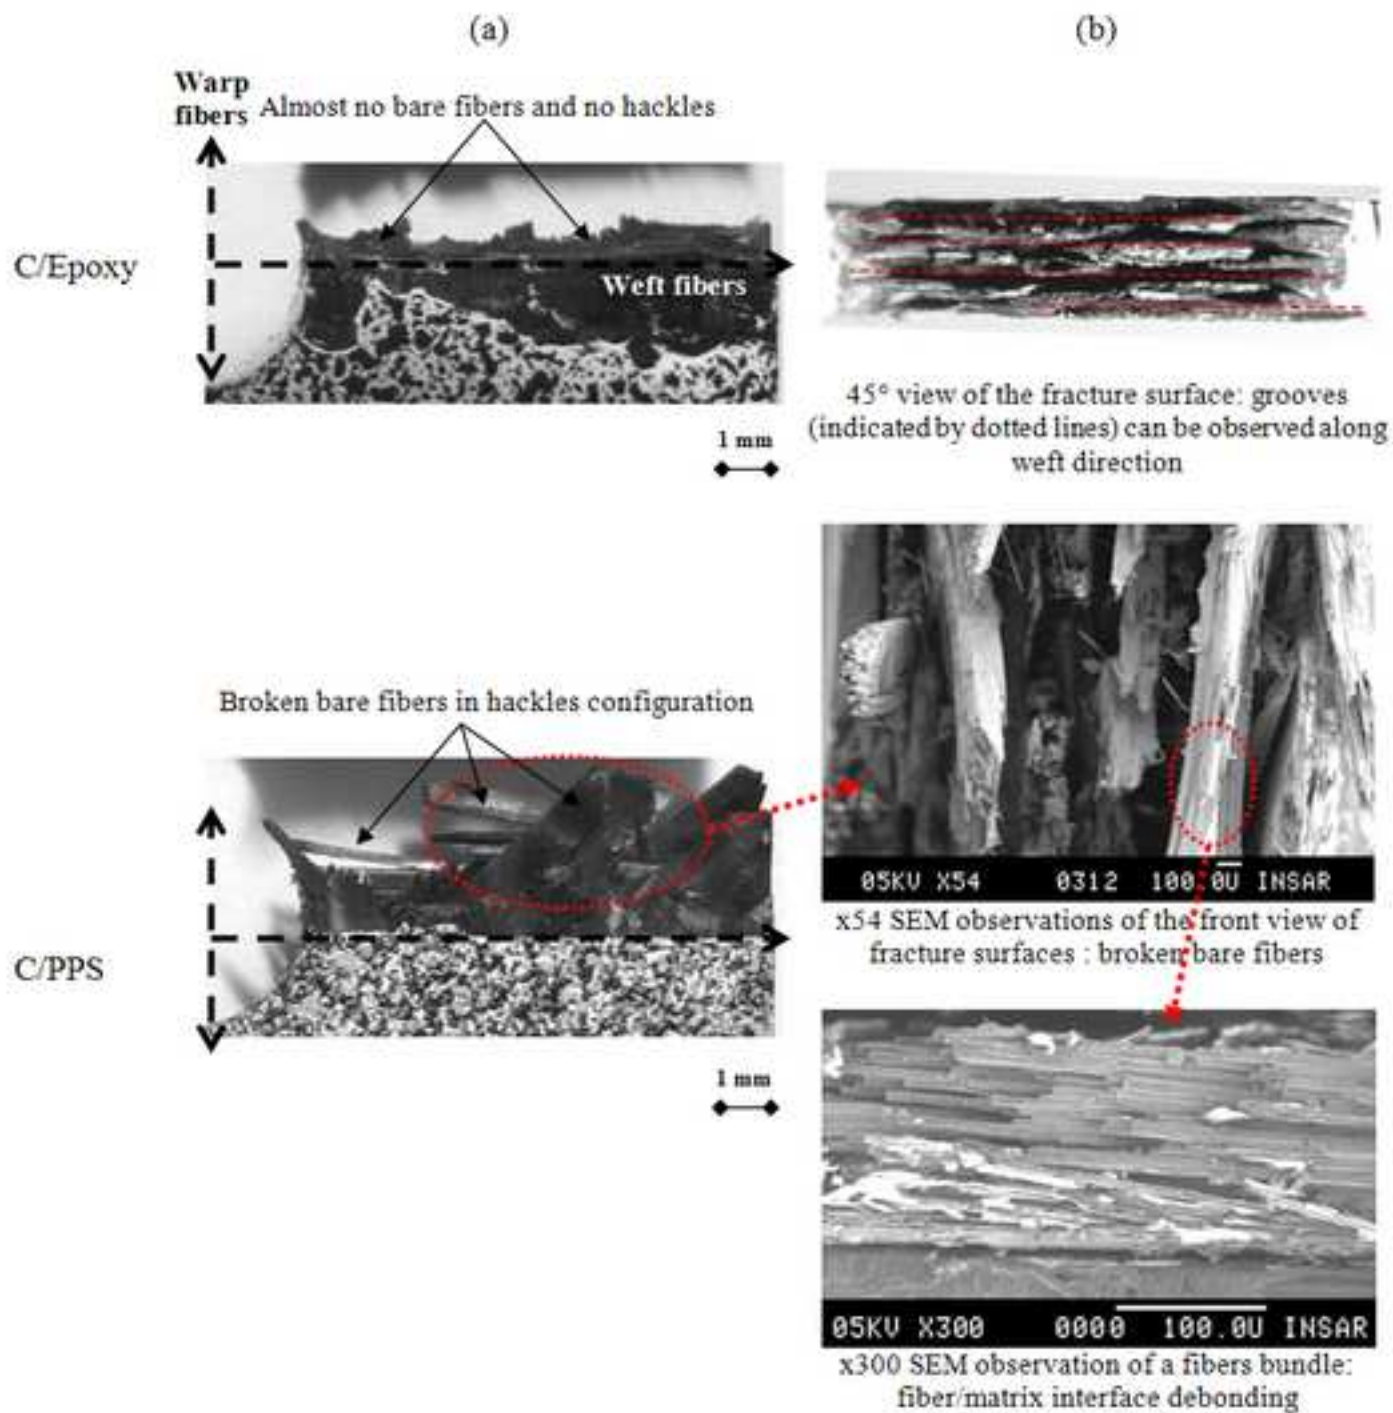 (a)
(b)
Warp
fibers
Almost no bare fibers and no hackles
C/Epoxy
Weft fibers
1 mm
45° view of the fracture surface: grooves
(indicated by dotted lines) can be observed along
weft direction
Broken bare fibers in hackles configuration
C/PPS
1 mm
05KV X54 0312 100.0U INSAR
x54 SEM observations of the front view of
fracture surfaces : broken bare fibers
05KV X300 0000 100.0U INSAR
x300 SEM observation of a fibers bundle:
fiber/matrix interface debonding